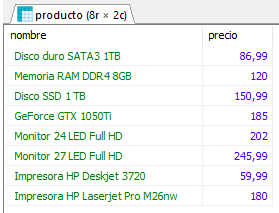 producto (8r × 2c)
nombre precio
Disco duro SATA3 1TB 86,99
Memoria RAM DDR4 8GB 120
Disco SSD 1 TB 150,99
GeForce GTX 1050Ti 185
Monitor 24 LED Full HD 202
Monitor 27 LED Full HD 245,99
Impresora HP Deskjet 3720 59,99
Impresora HP Laserjet Pro M26nw 180